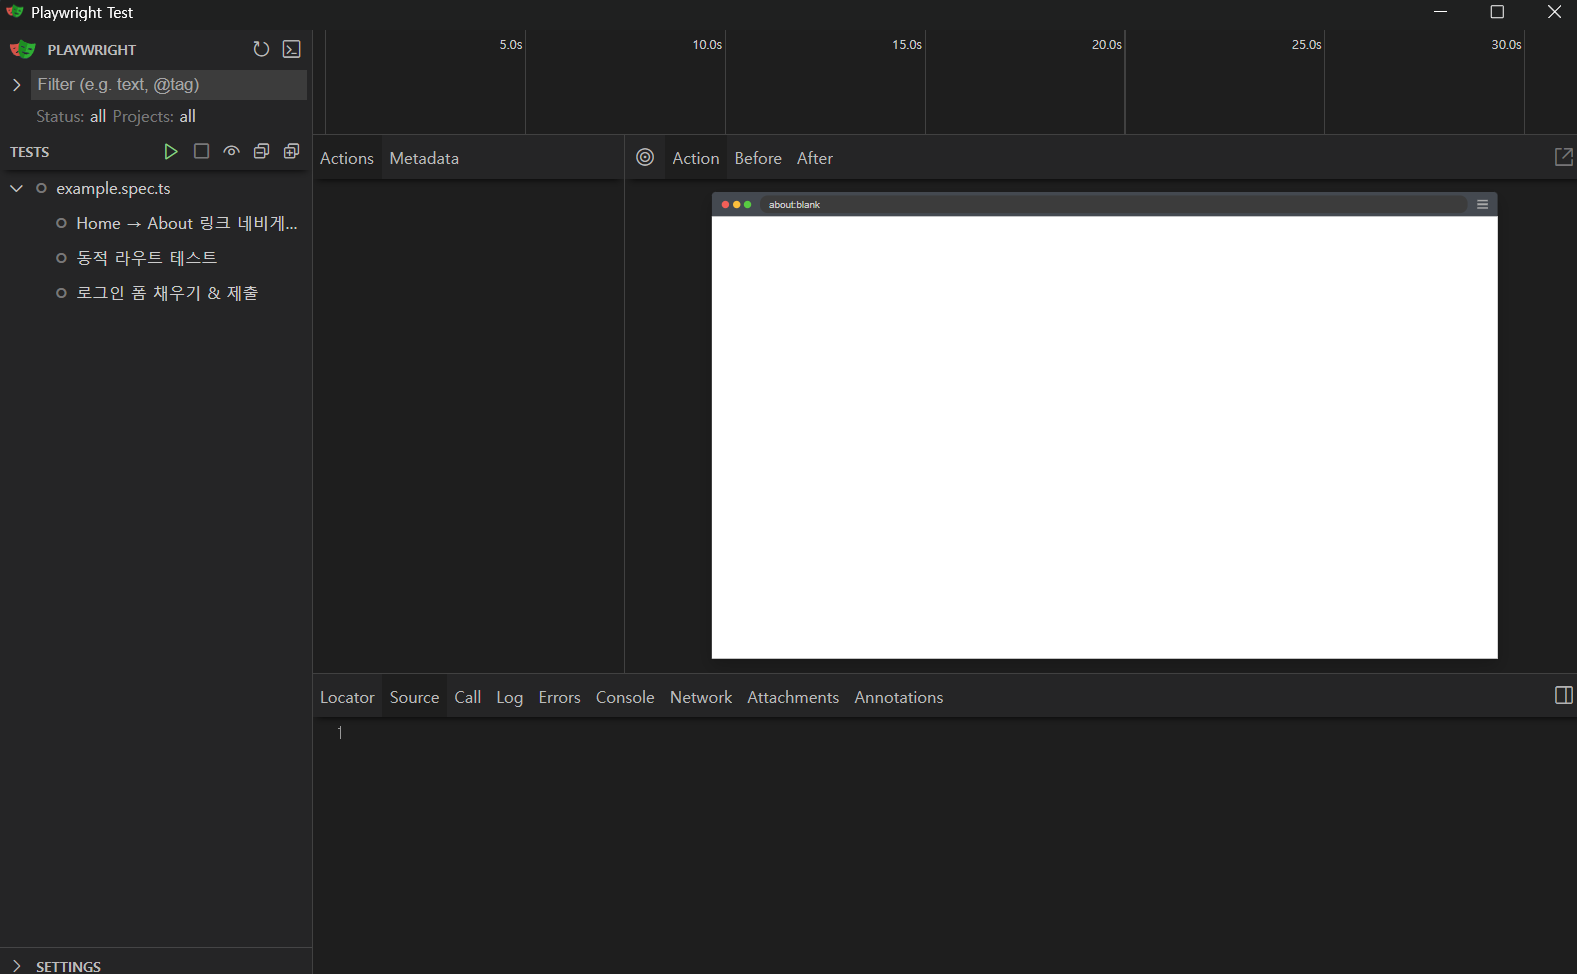 Playwright Test
PLAYWRIGHT
Filter (e.g. text, @tag)
Status: all Projects: all
TESTS
example.spec.ts
Home → About 링크 네비게...
동적 라우트 테스트
로그인 폼 채우기 & 제출
SETTINGS
5.0s 10.0s 15.0s 20.0s 25.0s 30.0s
Actions Metadata
Action Before After
about:blank
Locator Source Call Log Errors Console Network Attachments Annotations
1